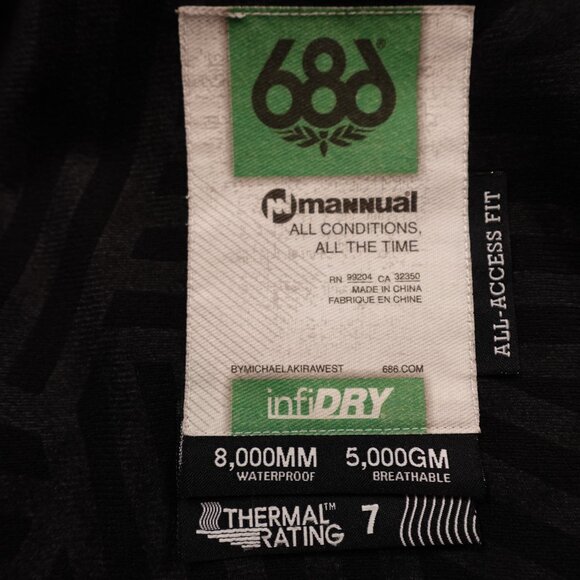 686
mannual
ALL CONDITIONS,
ALL THE TIME
RN 99204 CA 32350
MADE IN CHINA
FABRIQUE EN CHINE
ALL-ACCESS FIT
BYMICHAELAKIRAWEST 686.COM
infiDRY
8,000MM 5,000GM
WATERPROOF BREATHABLE
THERMAL™ 7
RATING